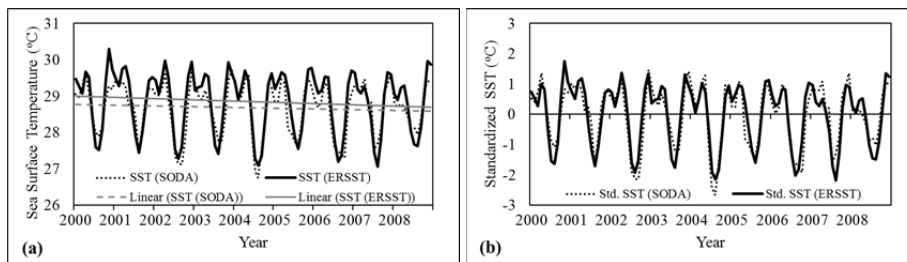 Sea Surface Temperature (°C)
31
30
29
28
27
26
2000 2001 2002 2003 2004 2005 2006 2007 2008
SST (SODA) SST (ERSST)
Linear (SST (SODA)) Linear (SST (ERSST))
Year
(a)
Standardized SST (°C)
3
2
1
0
-1
-2
-3
2000 2001 2002 2003 2004 2005 2006 2007 2008
Std. SST (SODA) Std. SST (ERSST)
Year
(b)